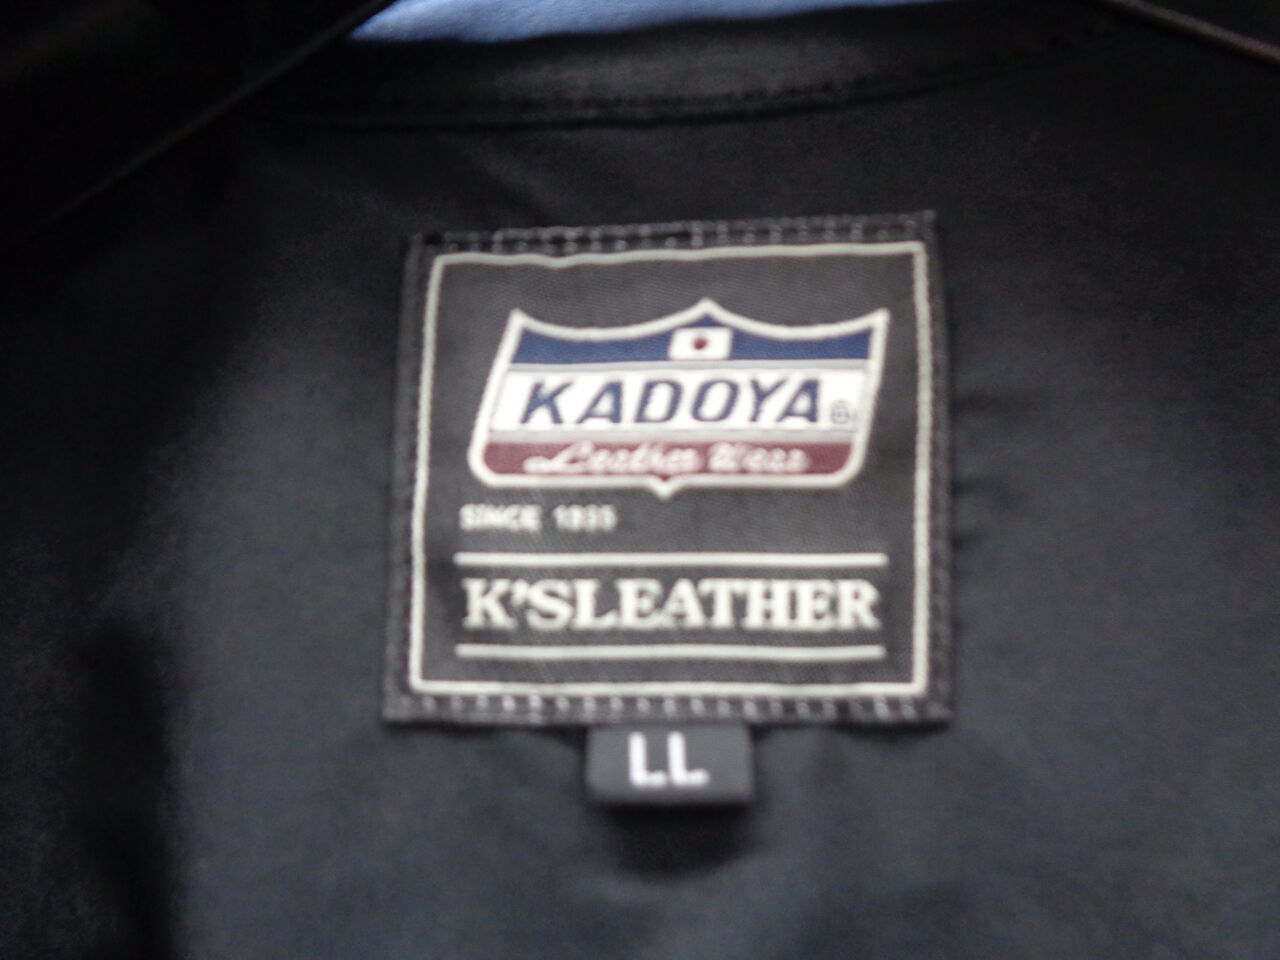 KADOYA®
Leather Wear
SINCE 1935
K'SLEATHER
LL